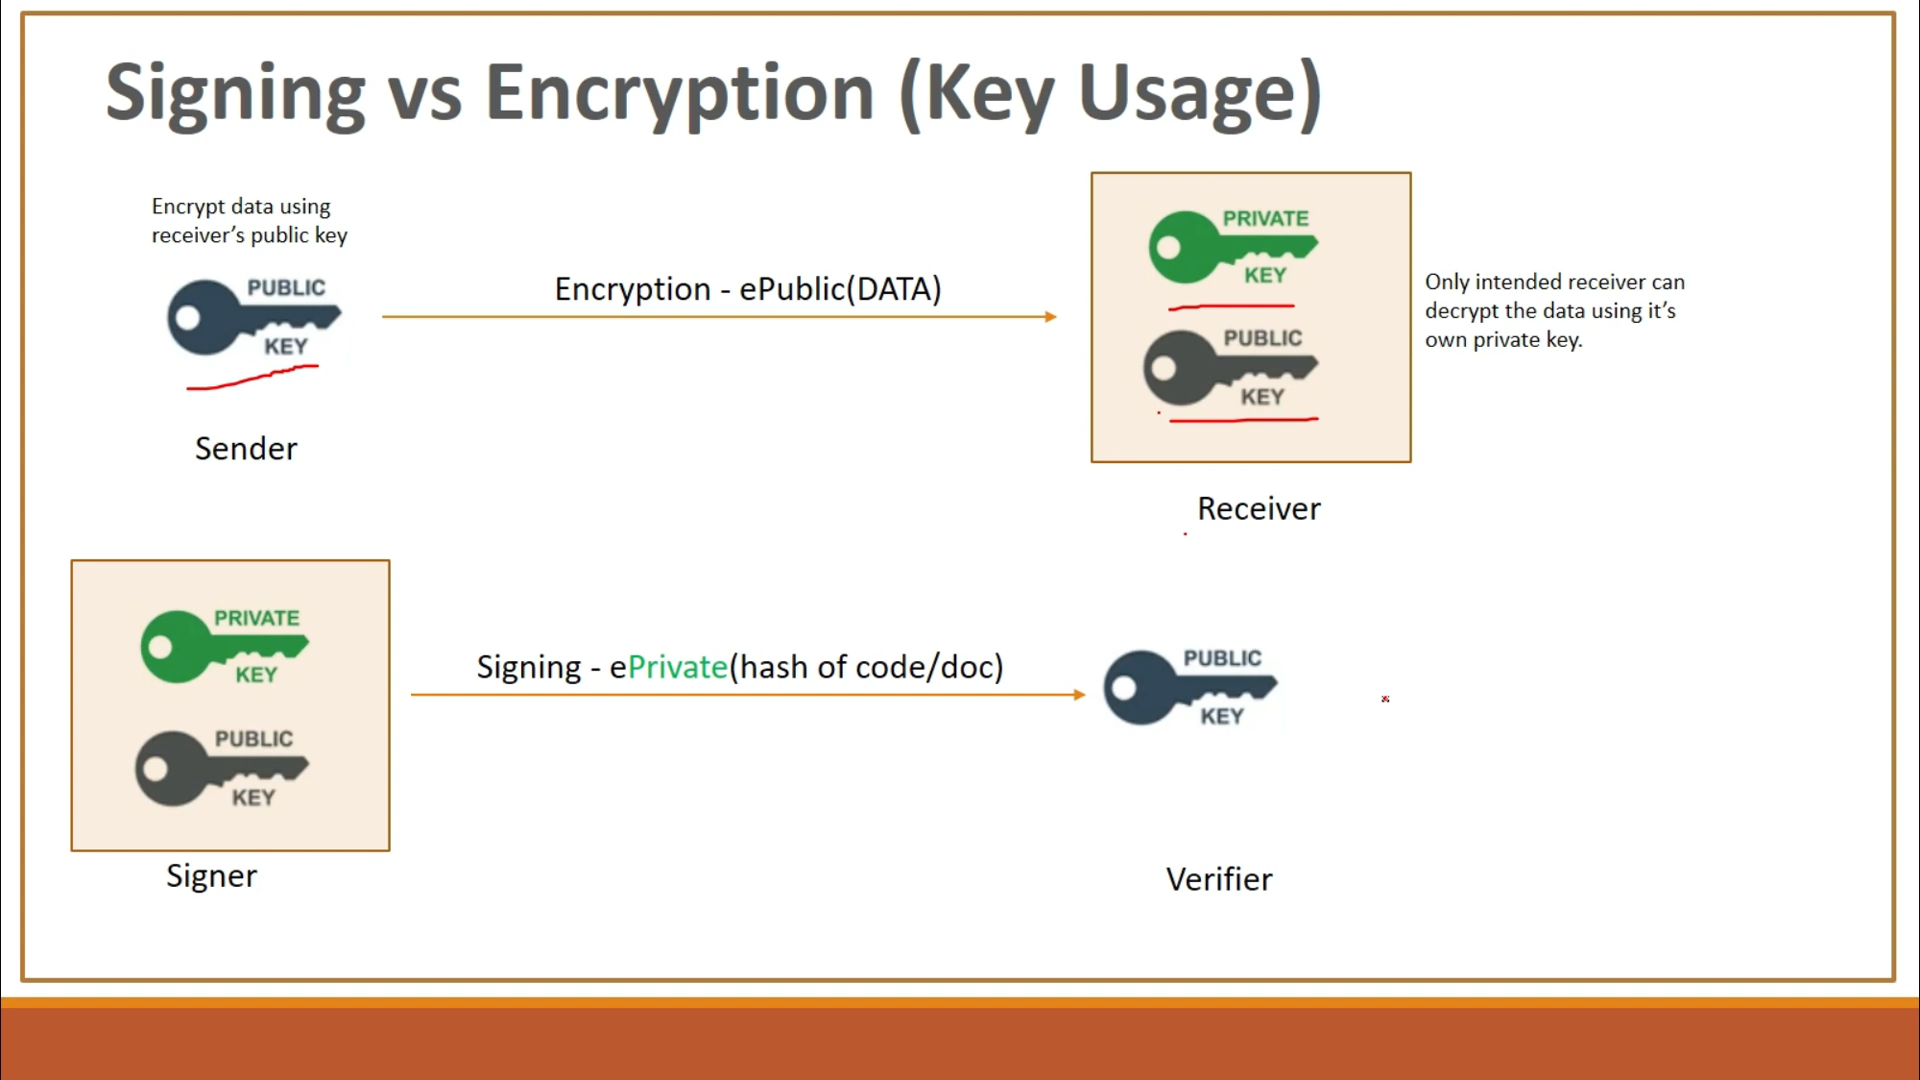 Signing vs Encryption (Key Usage)
Encrypt data using
receiver's public key
PUBLIC
KEY
Sender
Encryption - ePublic(DATA)
PRIVATE
KEY
PUBLIC
KEY
Receiver
Only intended receiver can
decrypt the data using it's
own private key.
PRIVATE
KEY
PUBLIC
KEY
Signer
Signing - ePrivate(hash of code/doc)
PUBLIC
KEY
Verifier